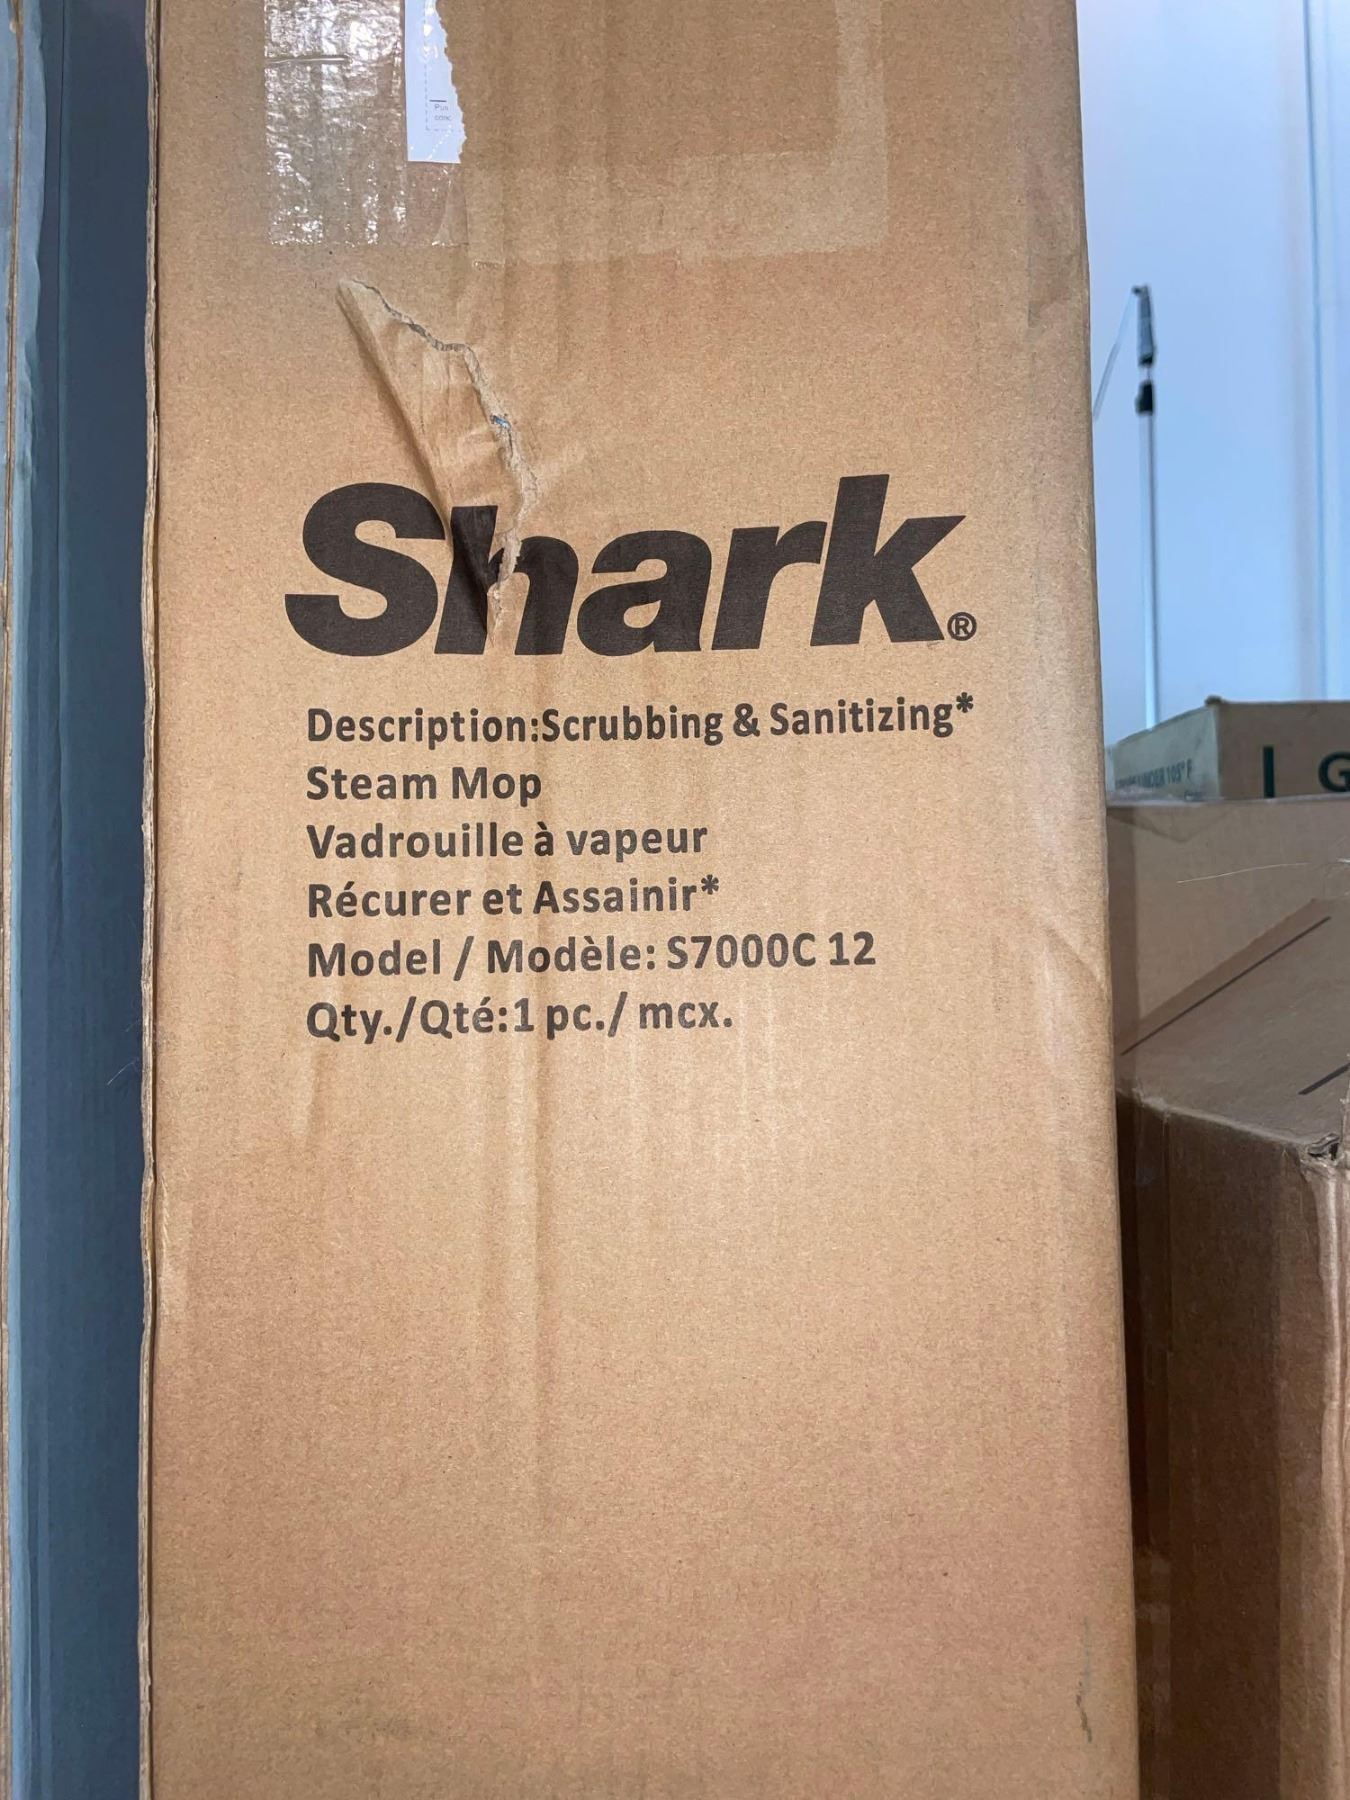 Shark®
Description:Scrubbing & Sanitizing*
Steam Mop
Vadrouille à vapeur
Récurer et Assainir*
Model / Modèle: S7000C 12
Qty./Qté:1 pc./ mcx.
105° F
I G